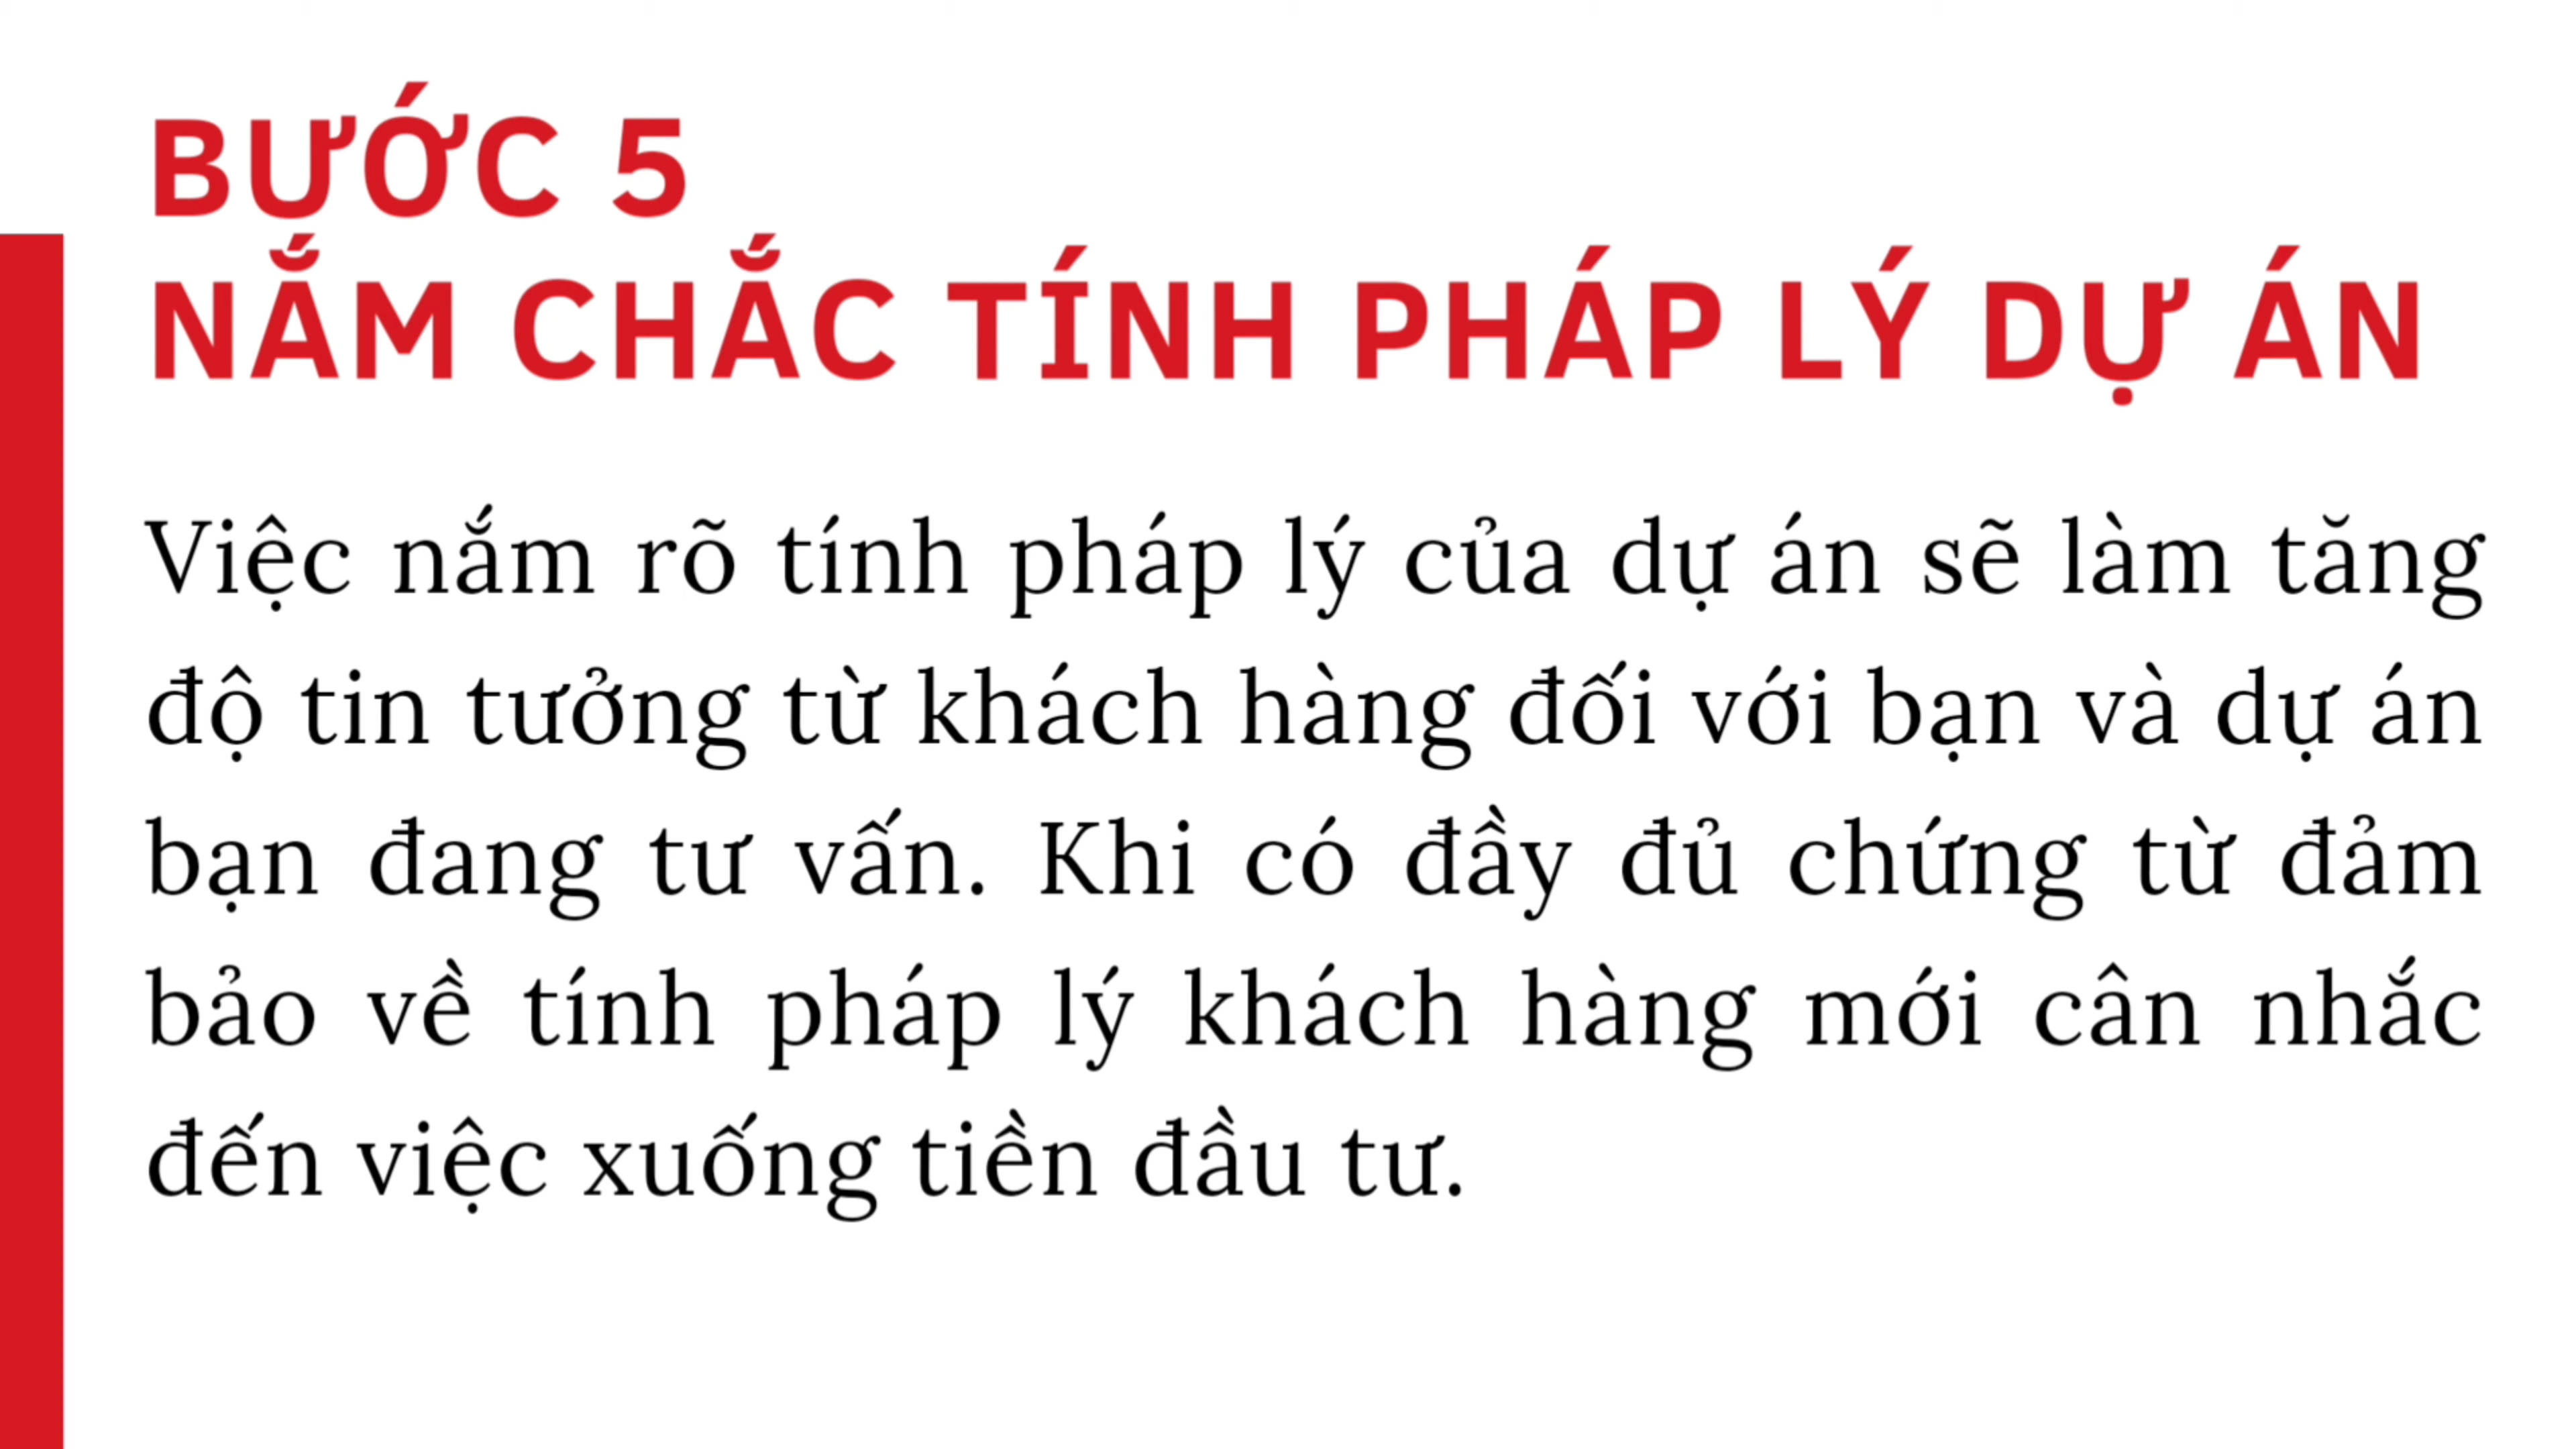 BƯỚC 5
NẮM CHẮC TÍNH PHÁP LÝ DỰ ÁN
Việc nắm rõ tính pháp lý của dự án sẽ làm tăng
độ tin tưởng từ khách hàng đối với bạn và dự án
bạn đang tư vấn. Khi có đầy đủ chứng từ đảm
bảo về tính pháp lý khách hàng mới cân nhắc
đến việc xuống tiền đầu tư.